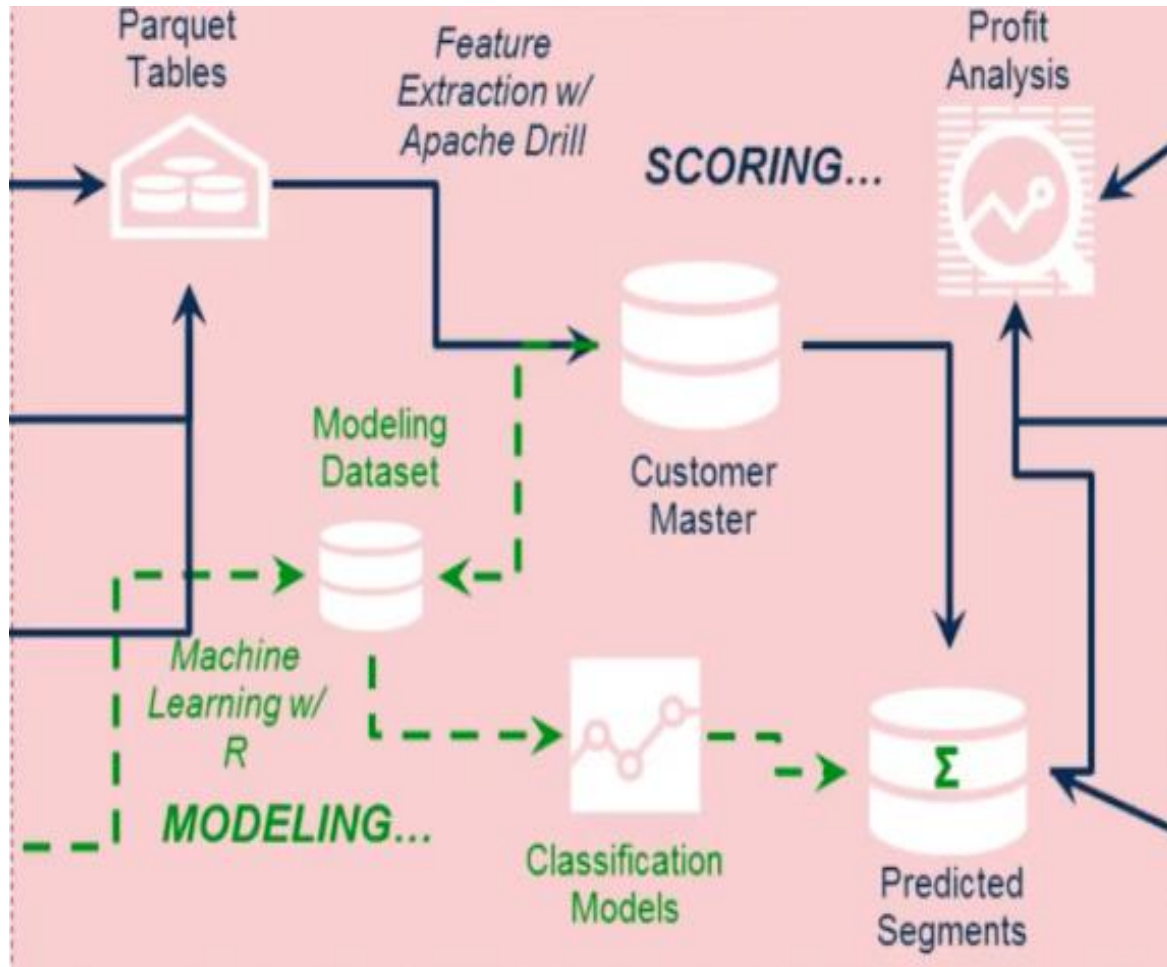 Parquet
Tables
Feature
Extraction w/
Apache Drill
SCORING...
Profit
Analysis
Customer
Master
Modeling
Dataset
Machine
Learning w/
R
MODELING...
Classification
Models
Σ
Predicted
Segments